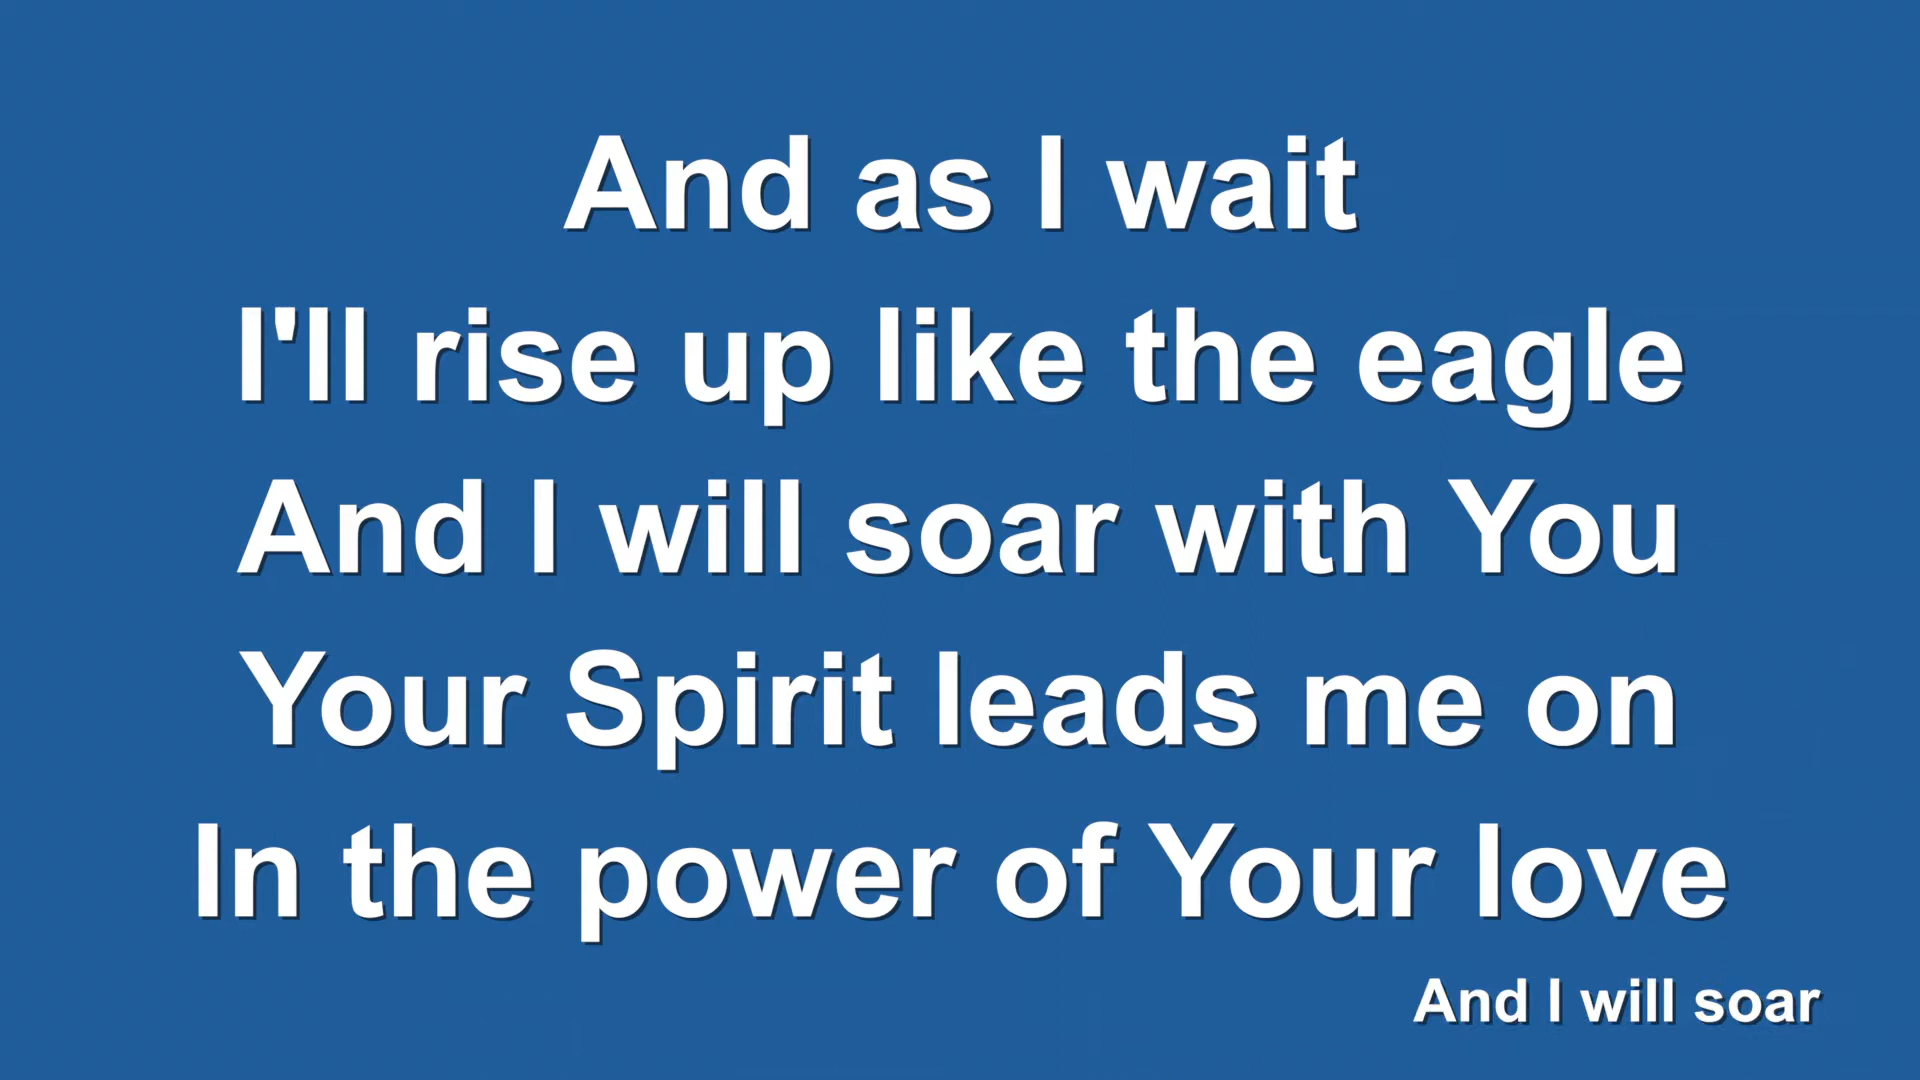 And as I wait
I'll rise up like the eagle
And I will soar with You
Your Spirit leads me on
In the power of Your love
And I will soar